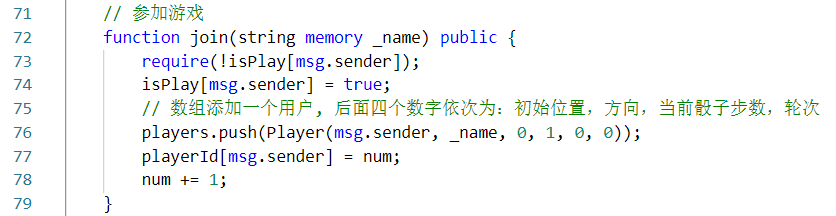 71 // 参加游戏
72 function join(string memory _name) public {
73 require(!isPlay[msg.sender]);
74 isPlay[msg.sender] = true;
75 // 数组添加一个用户, 后面四个数字依次为: 初始位置, 方向, 当前骰子步数, 轮次
76 players.push(Player(msg.sender, _name, 0, 1, 0, 0));
77 playerId[msg.sender] = num;
78 num += 1;
79 }